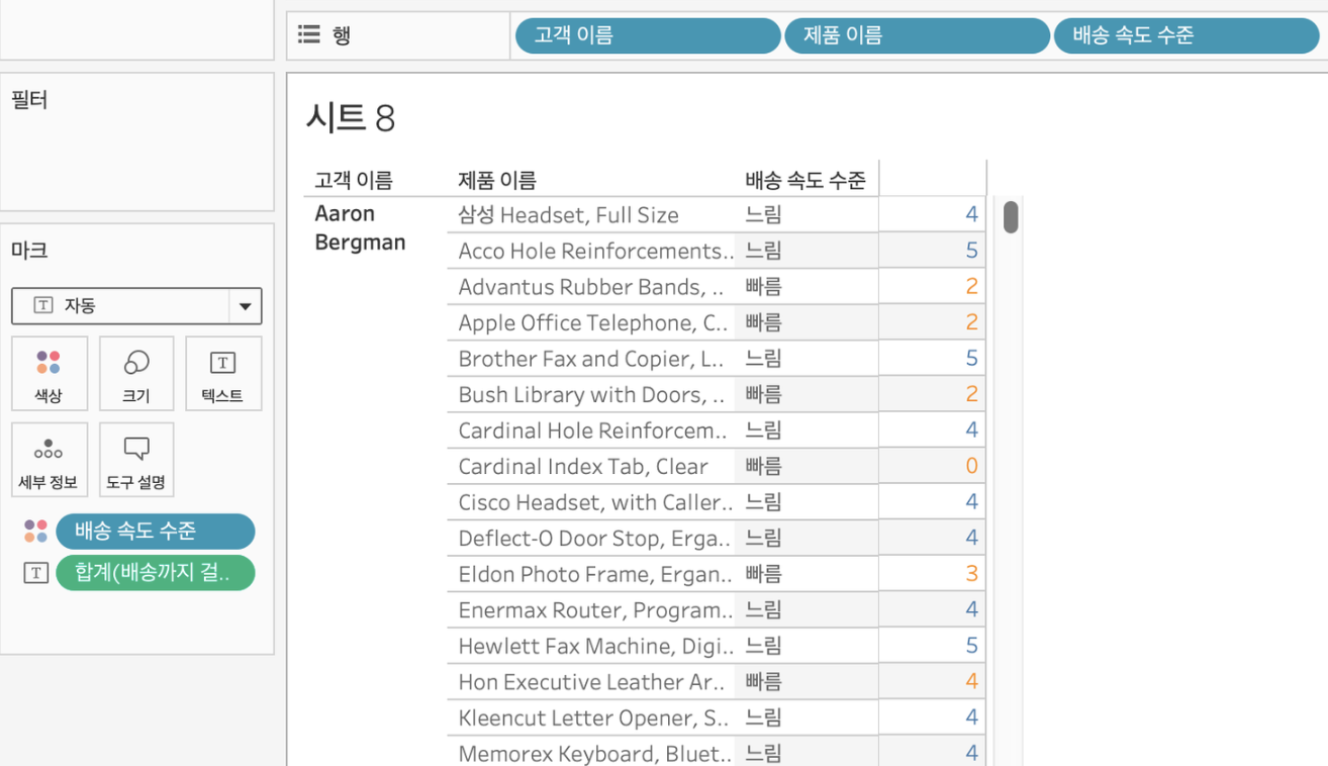 행 고객 이름 제품 이름 배송 속도 수준
필터
시트 8
고객 이름 제품 이름 배송 속도 수준
Aaron Bergman
삼성 Headset, Full Size 느림 4
Acco Hole Reinforcements.. 느림 5
Advantus Rubber Bands, .. 빠름 2
Apple Office Telephone, C.. 빠름 2
Brother Fax and Copier, L.. 느림 5
Bush Library with Doors, .. 빠름 2
Cardinal Hole Reinforcem.. 느림 4
Cardinal Index Tab, Clear 빠름 0
Cisco Headset, with Caller.. 느림 4
Deflect-O Door Stop, Erga.. 느림 4
Eldon Photo Frame, Ergan.. 빠름 3
Enermax Router, Program.. 느림 4
Hewlett Fax Machine, Digi.. 느림 5
Hon Executive Leather Ar.. 빠름 4
Kleencut Letter Opener, S.. 느림 4
Memorex Keyboard, Bluet.. 느림 4
마크
T 자동
색상 크기 T 텍스트
세부 정보 도구 설명
배송 속도 수준
T 합계(배송까지 걸..